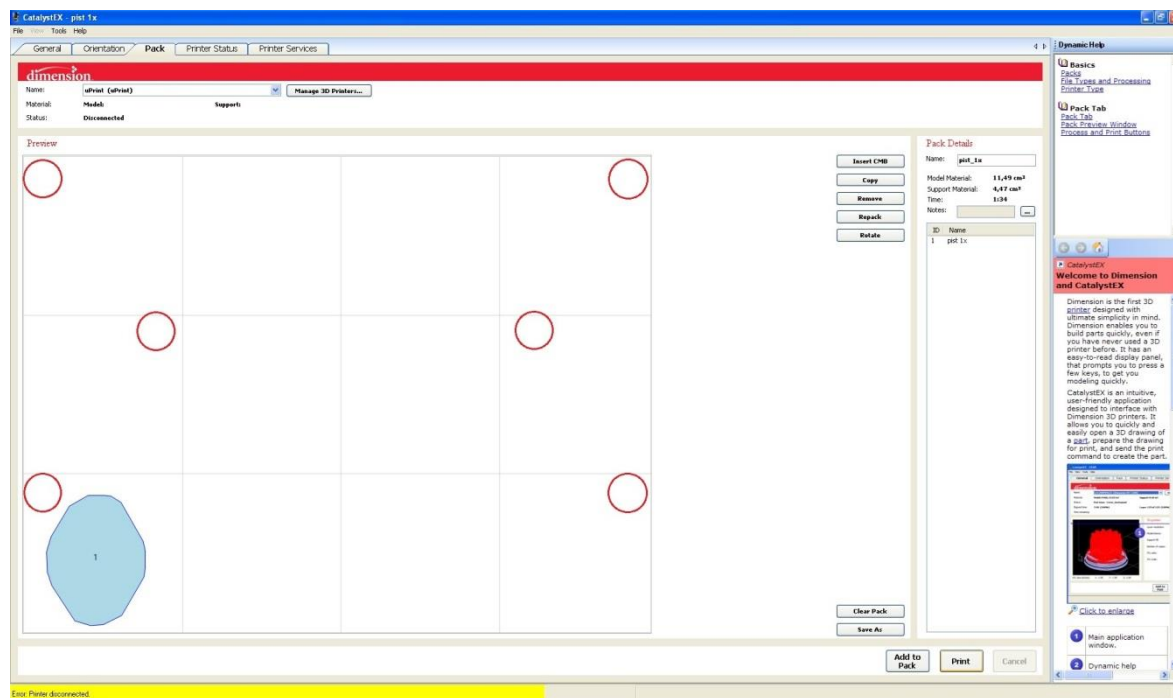 CatalystEX - pist 1x
File View Tools Help
General Orientation Pack Printer Status Printer Services
dimension
Name: uPrint (uPrint) Manage 3D Printers...
Material: Model: Support:
Status: Disconnected
Preview
Insert CMB
Copy
Remove
Repack
Rotate
1
Clear Pack
Save As
Pack Details
Name: pist_1x
Model Material: 11,49 cm³
Support Material: 4,47 cm³
Time: 1:34
Notes: ...
ID Name
1 pist 1x
Add to Pack
Print
Cancel
Error: Printer disconnected.
Dynamic Help
Basics
Packs
File Types and Processing
Printer Type
Pack Tab
Pack Tab
Pack Preview Window
Process and Print Buttons
CatalystEX
Welcome to Dimension
and CatalystEX
Dimension is the first 3D
printer designed with
ultimate simplicity in mind.
Dimension enables you to
build parts quickly, even if
you have never used a 3D
printer before. It has an
easy-to-read display panel,
that prompts you to press a
few keys, to get you
modeling quickly.
CatalystEX is an intuitive,
user-friendly application
designed to interface with
Dimension 3D printers. It
allows you to quickly and
easily open a 3D drawing of
a part, prepare the drawing
for print, and send the print
command to create the part.
Click to enlarge
1 Main application
window.
2 Dynamic help